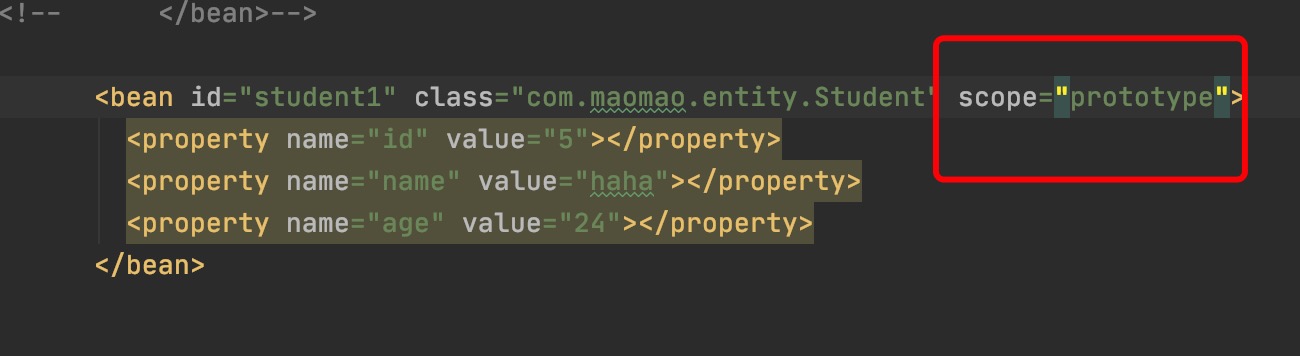 <!--      </bean>-->
<bean id="student1" class="com.maomao.entity.Student" scope="prototype">
<property name="id" value="5"></property>
<property name="name" value="haha"></property>
<property name="age" value="24"></property>
</bean>